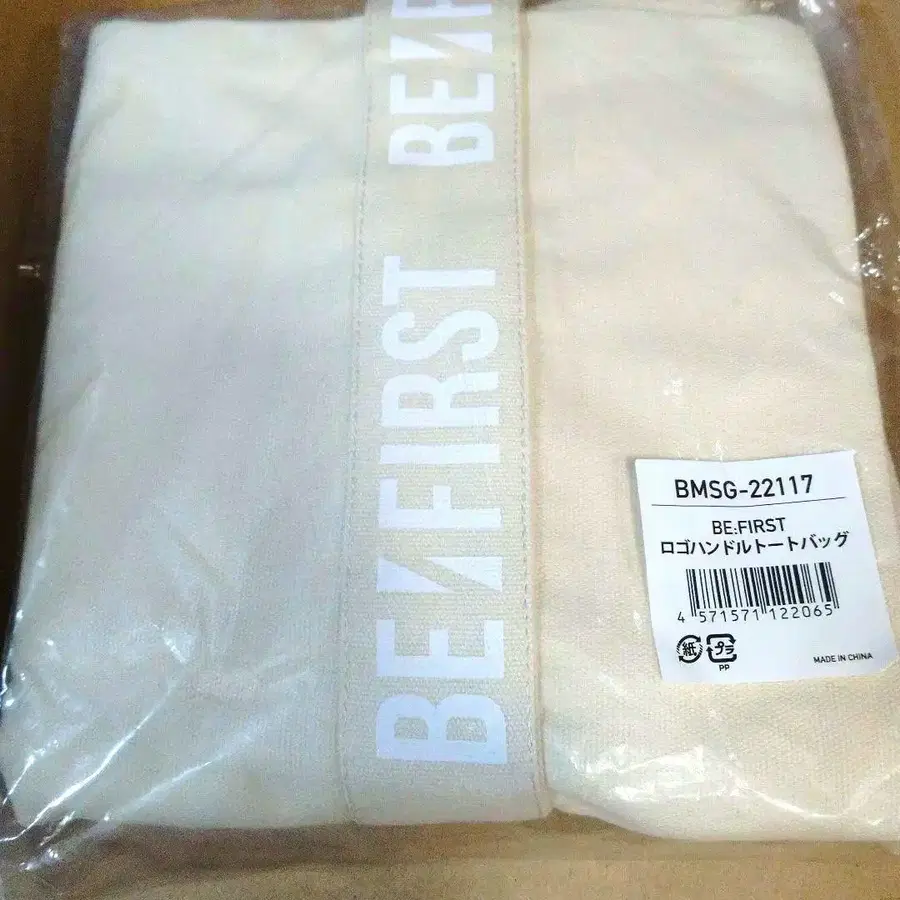 BE:F
BE:FIRST
BMSG-22117
BE:FIRST
ロゴハンドルトートバッグ
4 571571 122065
紙 プラ
PP
MADE IN CHINA